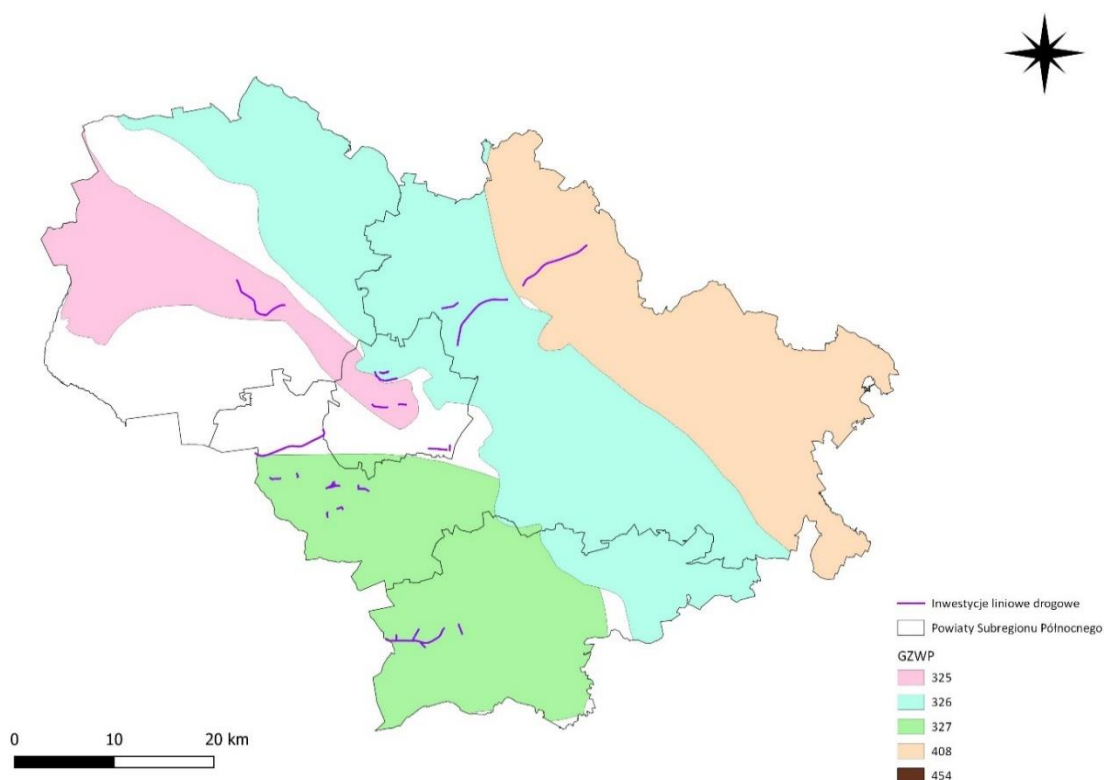 Inwestycje liniowe drogowe
Powiaty Subregionu Północnego
GZWP
325
326
327
408
454
0 10 20 km